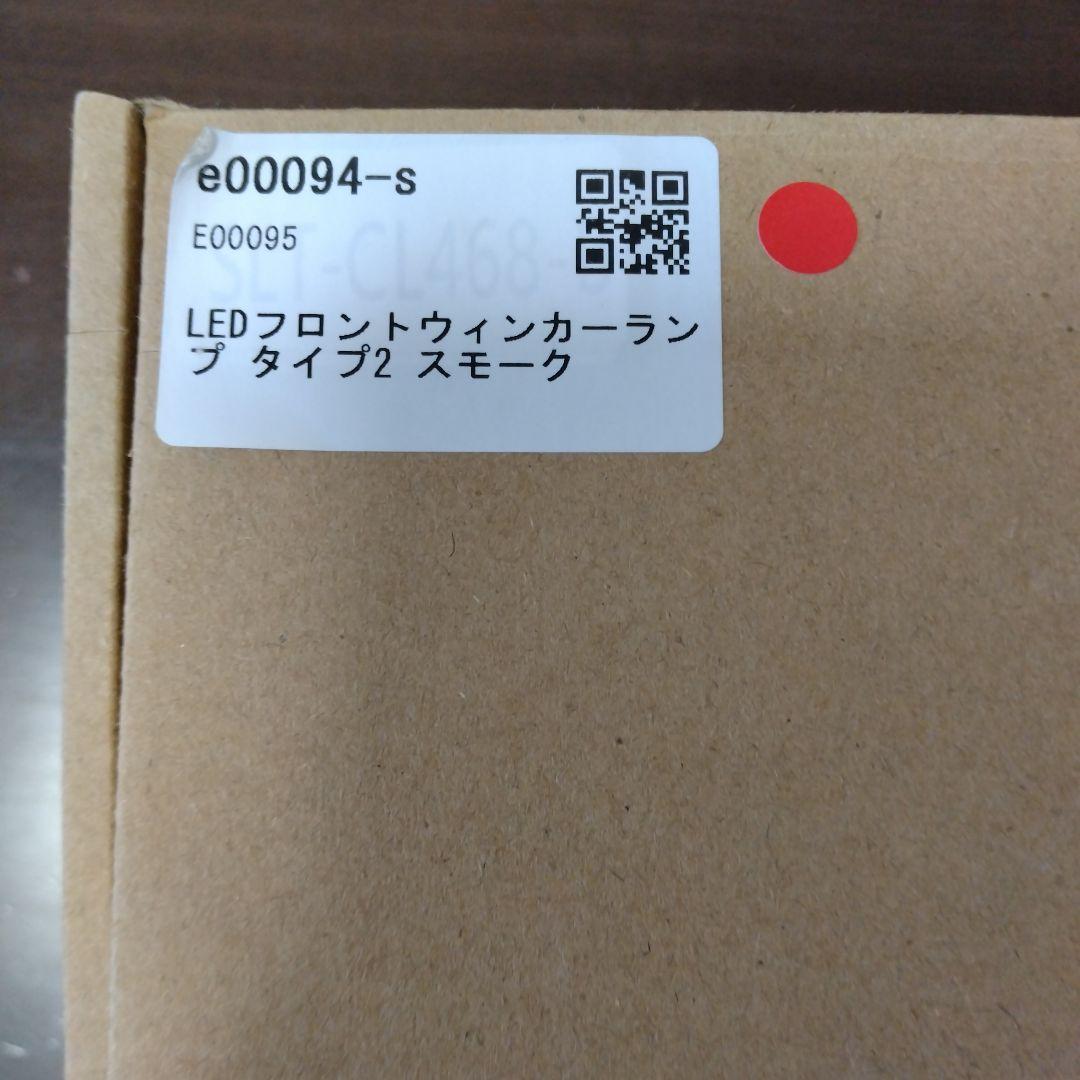 e00094-s
E00095
SLT-CL468-
LEDフロントウィンカーラン
プ タイプ2 スモーク